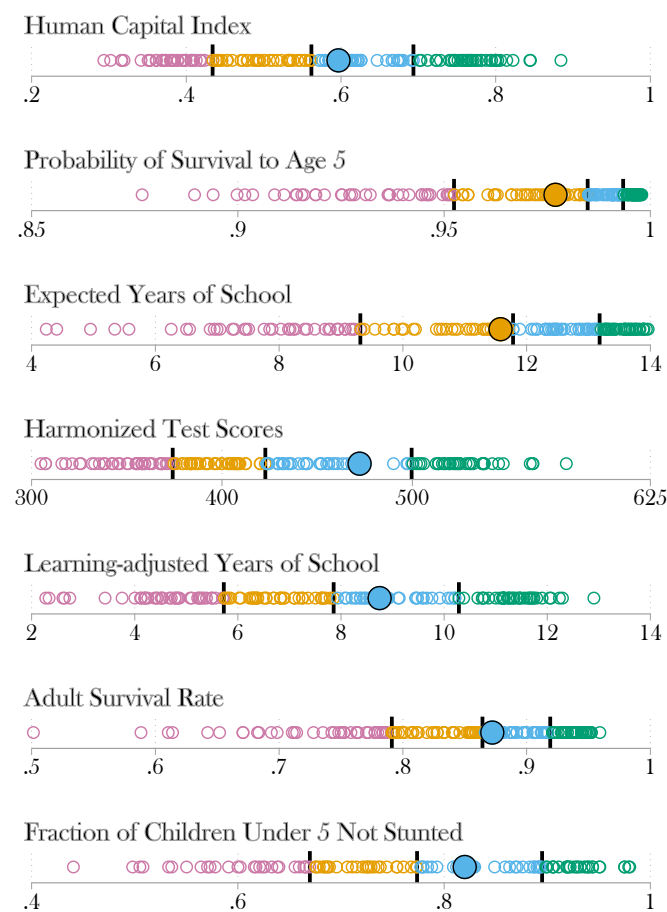 Human Capital Index
.2 .4 .6 .8 1
Probability of Survival to Age 5
.85 .9 .95 1
Expected Years of School
4 6 8 10 12 14
Harmonized Test Scores
300 400 500 625
Learning-adjusted Years of School
2 4 6 8 10 12 14
Adult Survival Rate
.5 .6 .7 .8 .9 1
Fraction of Children Under 5 Not Stunted
.4 .6 .8 1